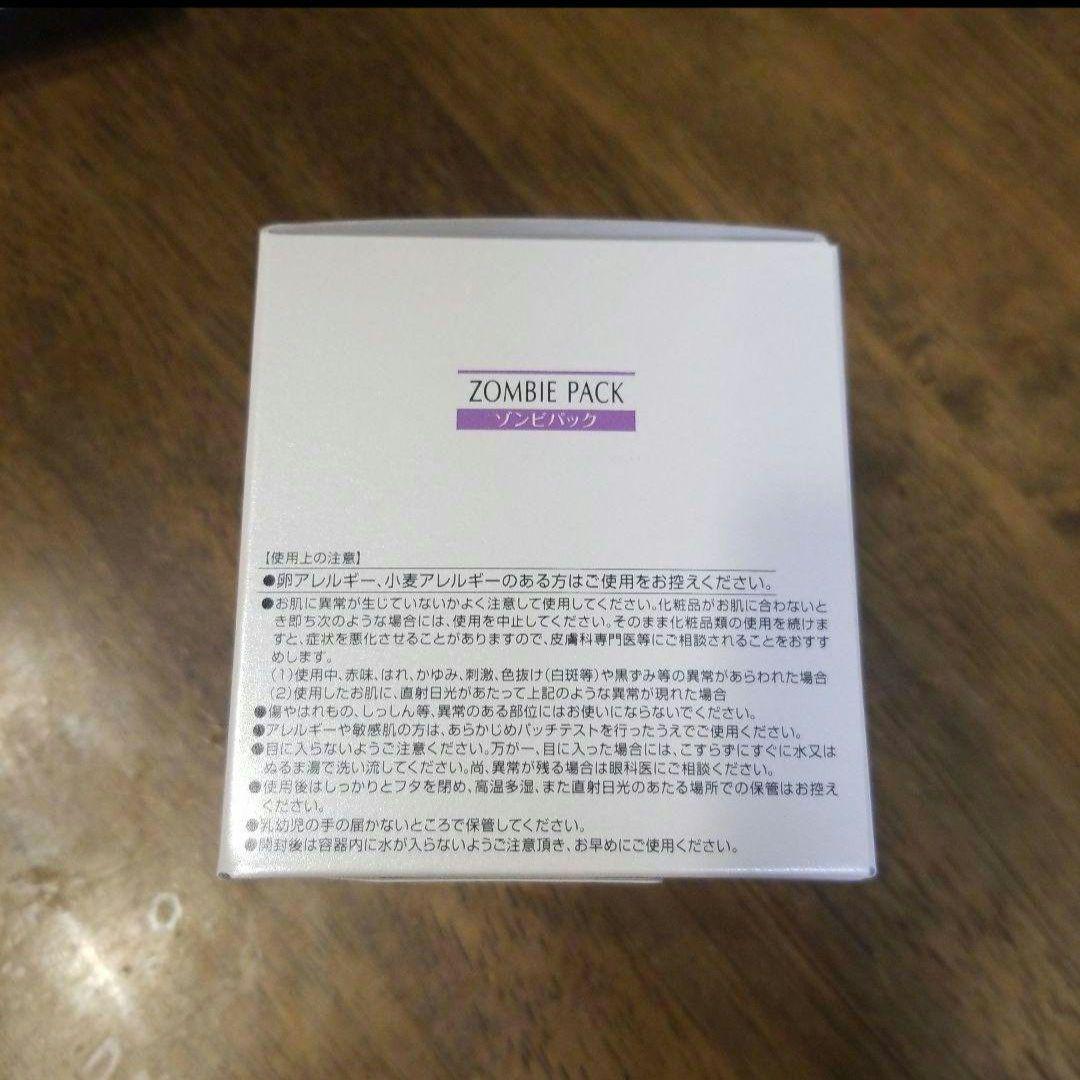 ZOMBIE PACK
ゾンビパック
【使用上の注意】
●卵アレルギー、小麦アレルギーのある方はご使用をお控えください。
●お肌に異常が生じていないかよく注意して使用してください。化粧品がお肌に合わないと
き即ち次のような場合には、使用を中止してください。そのまま化粧品類の使用を続けま
すと、症状を悪化させることがありますので、皮膚科専門医等にご相談されることをおすす
めします。
(1)使用中、赤味、はれ、かゆみ、刺激、色抜け(白斑等)や黒ずみ等の異常があらわれた場合
(2)使用したお肌に、直射日光があたって上記のような異常が現れた場合
●傷やはれもの、しっしん等、異常のある部位にはお使いにならないでください。
●アレルギーや敏感肌の方は、あらかじめパッチテストを行ったうえでご使用ください。
●目に入らないようご注意ください。万が一、目に入った場合には、こすらずにすぐに水又は
ぬるま湯で洗い流してください。尚、異常が残る場合は眼科医にご相談ください。
●使用後はしっかりとフタを閉め、高温多湿、また直射日光のあたる場所での保管はお控え
ください。
●乳幼児の手の届かないところで保管してください。
●開封後は容器内に水が入らないようご注意頂き、お早めにご使用ください。